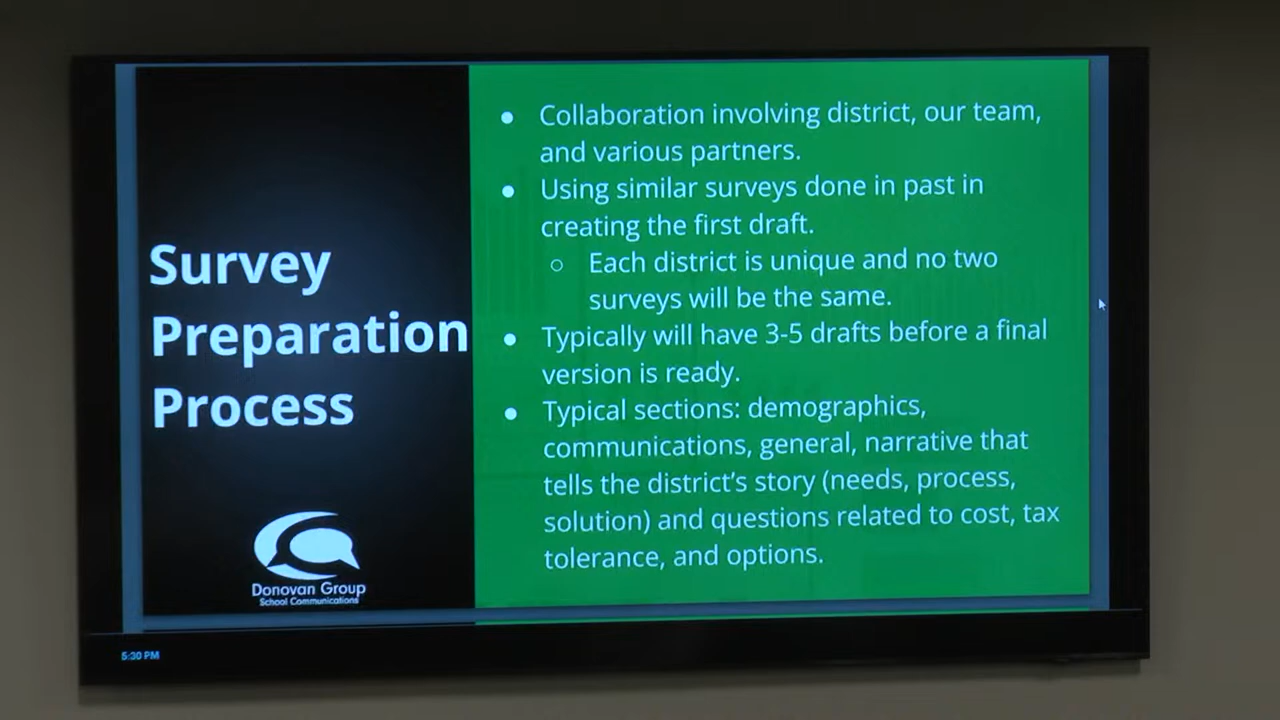 Survey
Preparation
Process
Donovan Group
School Communications
● Collaboration involving district, our team,
and various partners.
● Using similar surveys done in past in
creating the first draft.
○ Each district is unique and no two
surveys will be the same.
● Typically will have 3-5 drafts before a final
version is ready.
● Typical sections: demographics,
communications, general, narrative that
tells the district's story (needs, process,
solution) and questions related to cost, tax
tolerance, and options.
5:30 PM